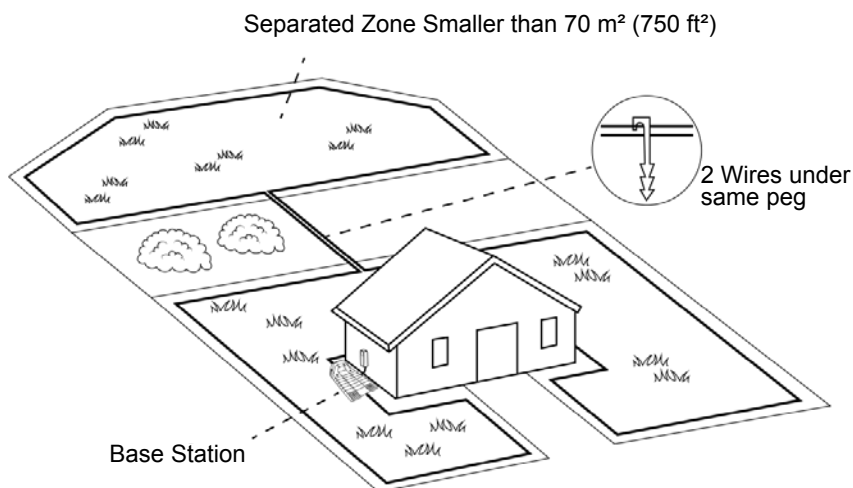 Separated Zone Smaller than 70 m² (750 ft²)
2 Wires under
same peg
Base Station